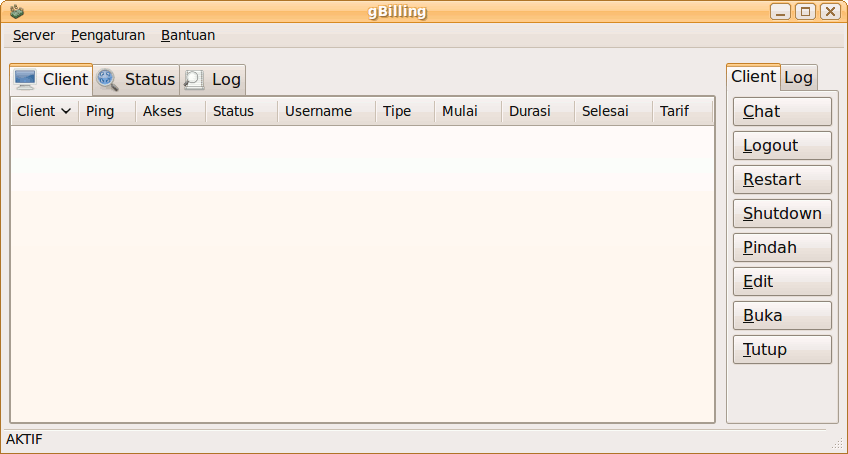 gBilling
Server Pengaturan Bantuan
Client Status Log
Client Ping Akses Status Username Tipe Mulai Durasi Selesai Tarif
Client Log
Chat
Logout
Restart
Shutdown
Pindah
Edit
Buka
Tutup
AKTIF